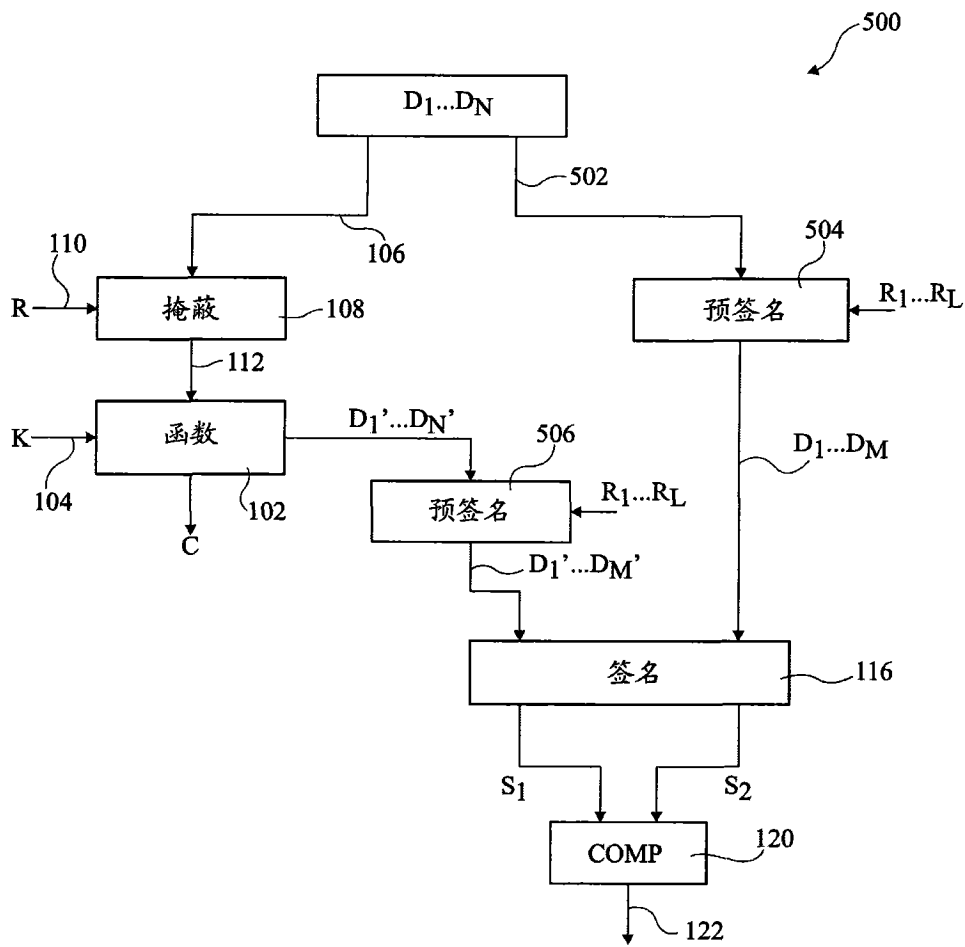 500
D1...DN
502
106
504
110
R
掩蔽
108
预签名
R1...RL
112
K
函数
D1’...DN’
104
102
C
506
预签名
R1...RL
D1...DM
D1’...DM’
签名
116
S1
S2
COMP
120
122